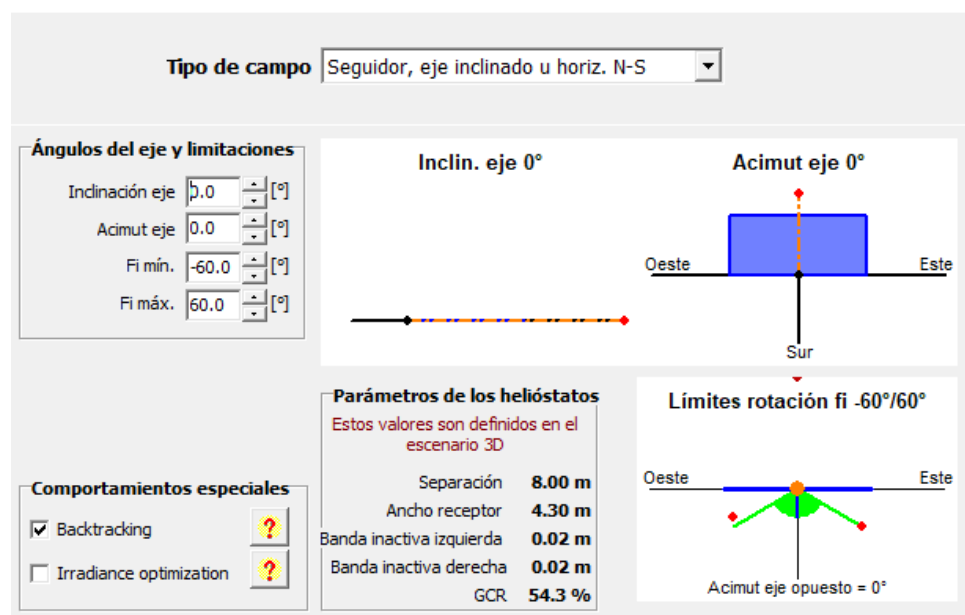 Tipo de campo Seguidor, eje inclinado u horiz. N-S
Ángulos del eje y limitaciones
Inclinación eje 0.0 [º]
Acimut eje 0.0 [º]
Fi mín. -60.0 [º]
Fi máx. 60.0 [º]
Inclin. eje 0°
Acimut eje 0°
Oeste
Este
Sur
Comportamientos especiales
Backtracking ?
Irradiance optimization ?
Parámetros de los helióstatos
Estos valores son definidos en el
escenario 3D
Separación 8.00 m
Ancho receptor 4.30 m
Banda inactiva izquierda 0.02 m
Banda inactiva derecha 0.02 m
GCR 54.3 %
Límites rotación fi -60°/60°
Oeste
Este
Acimut eje opuesto = 0°